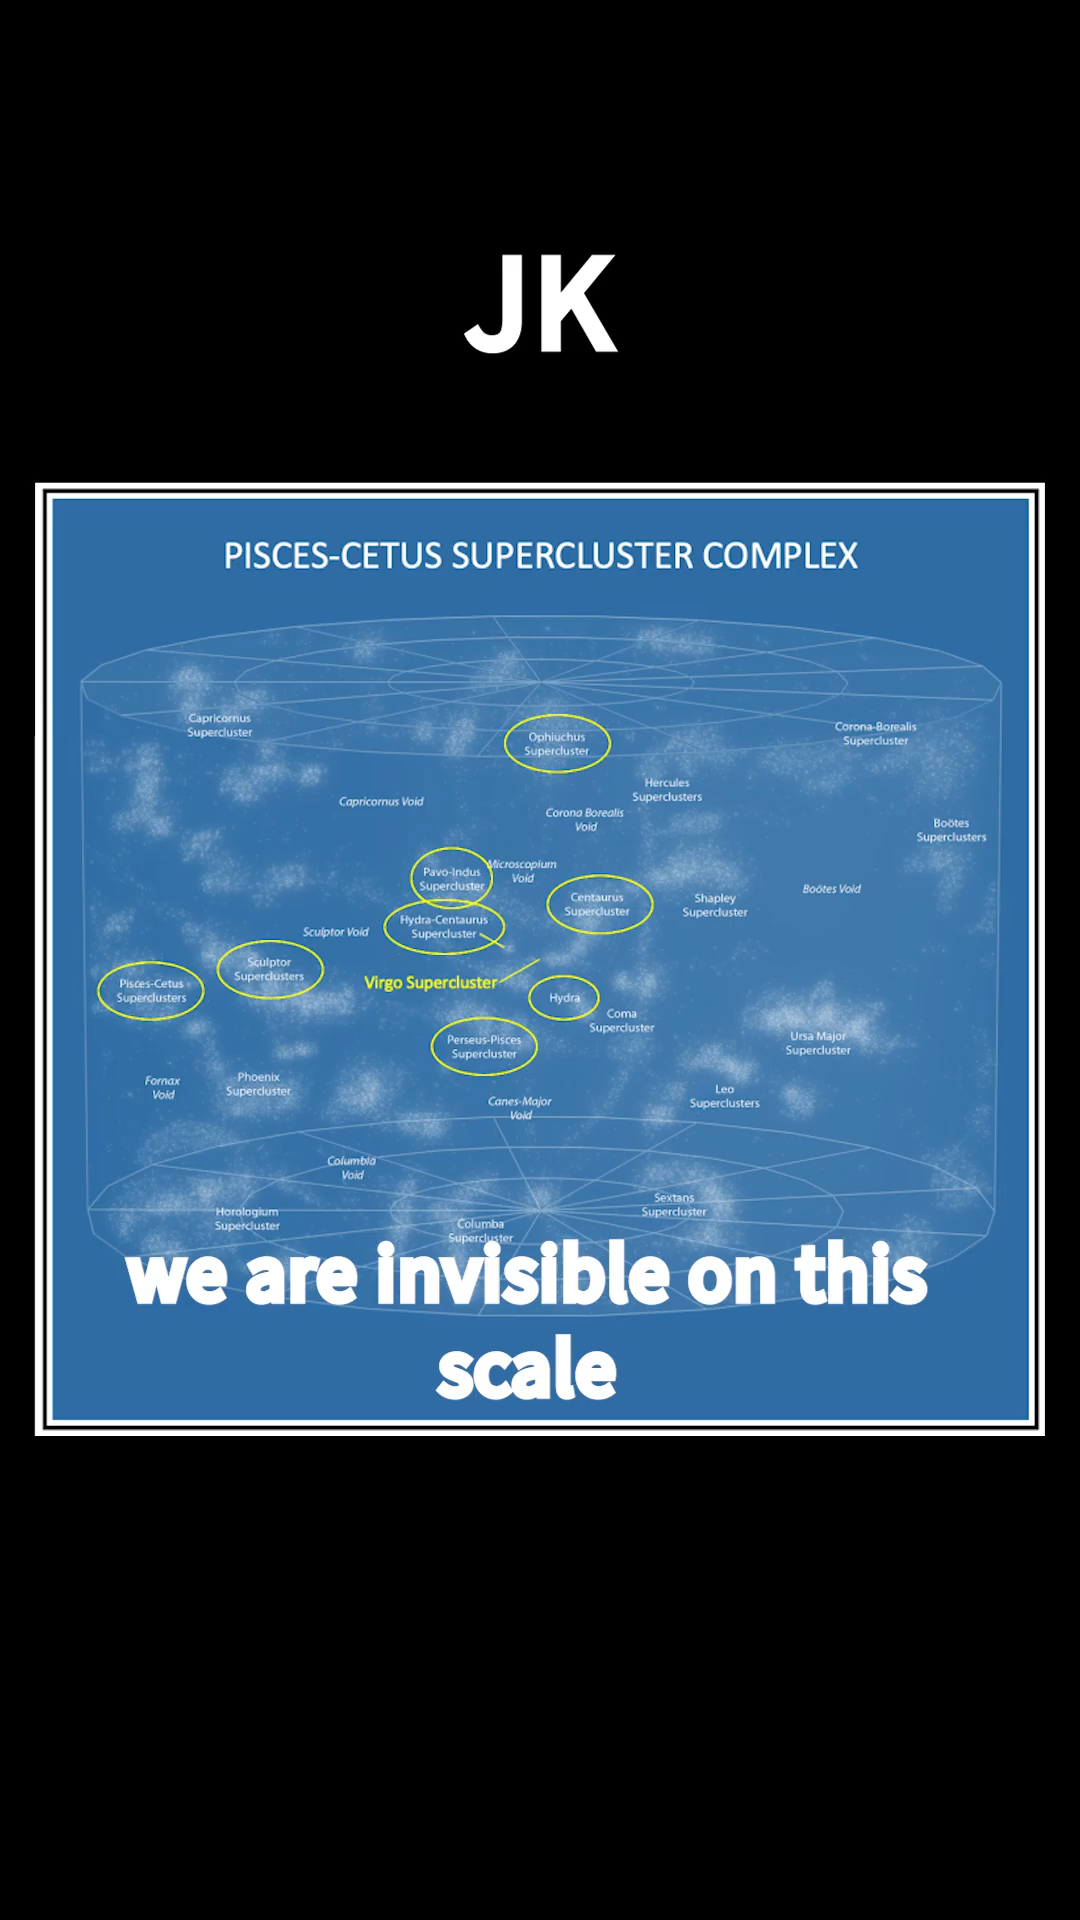 JK
PISCES-CETUS SUPERCLUSTER COMPLEX
Capricornus
Supercluster
Ophiuchus
Supercluster
Corona-Borealis
Supercluster
Hercules
Superclusters
Capricornus Void
Corona Borealis
Void
Boötes
Superclusters
Pavo-Indus
Supercluster
Microscopium
Void
Centaurus
Supercluster
Shapley
Supercluster
Boötes Void
Hydra-Centaurus
Supercluster
Sculptor Void
Sculptor
Superclusters
Pisces-Cetus
Superclusters
Virgo Supercluster
Hydra
Coma
Supercluster
Perseus-Pisces
Supercluster
Ursa Major
Supercluster
Fornax
Void
Phoenix
Supercluster
Leo
Superclusters
Canes-Major
Void
Columbia
Void
Horologium
Supercluster
Sextans
Supercluster
Columba
Supercluster
we are invisible on this
scale